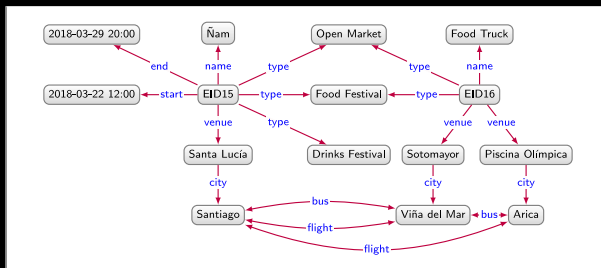 2018-03-29 20:00
Ñam
Open Market
Food Truck
end
name
type
type
name
2018-03-22 12:00
start
EID15
type
Food Festival
type
EID16
venue
type
venue
venue
Santa Lucía
Drinks Festival
Sotomayor
Piscina Olímpica
city
city
city
bus
Santiago
Viña del Mar
bus
Arica
flight
flight